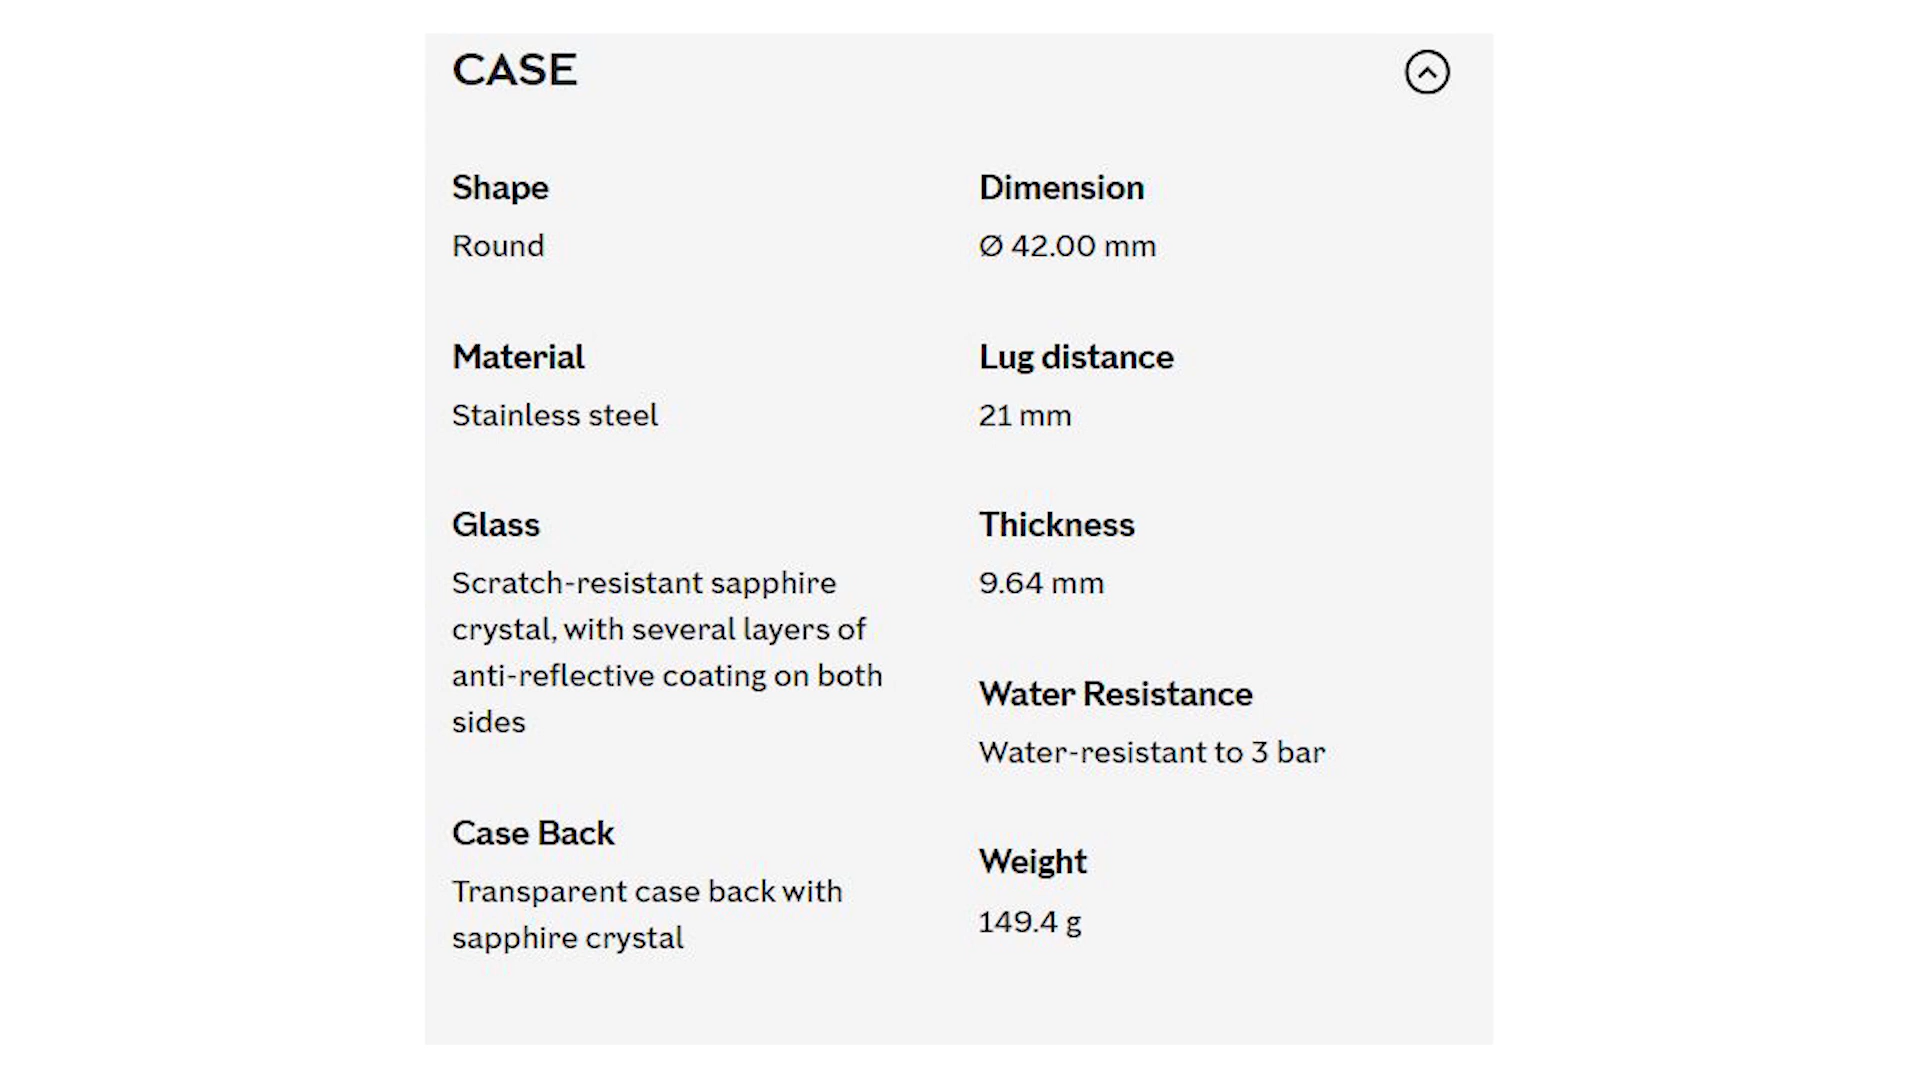 CASE
Shape
Round
Material
Stainless steel
Glass
Scratch-resistant sapphire
crystal, with several layers of
anti-reflective coating on both
sides
Case Back
Transparent case back with
sapphire crystal
Dimension
Ø 42.00 mm
Lug distance
21 mm
Thickness
9.64 mm
Water Resistance
Water-resistant to 3 bar
Weight
149.4 g